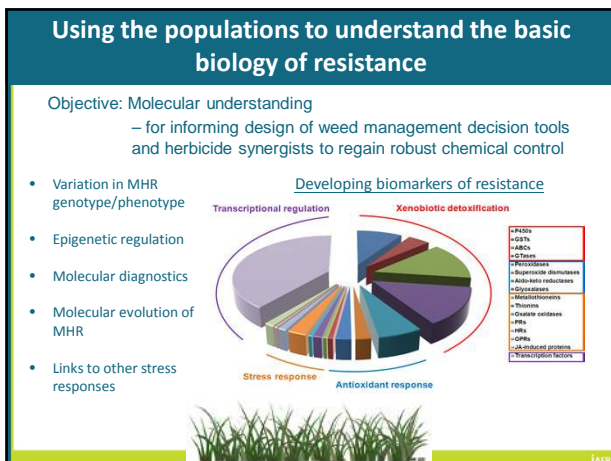 Using the populations to understand the basic
biology of resistance
Objective: Molecular understanding
– for informing design of weed management decision tools
and herbicide synergists to regain robust chemical control
• Variation in MHR
genotype/phenotype
• Epigenetic regulation
• Molecular diagnostics
• Molecular evolution of
MHR
• Links to other stress
responses
Developing biomarkers of resistance
Transcriptional regulation
Xenobiotic detoxification
P450s
GSTs
ABCs
GTases
Peroxidases
Superoxide dismutases
Aldo-keto reductases
Glyoxalases
Metallothioneins
Thionins
Oxalate oxidases
PRs
HRs
GPRs
JA-induced proteins
Transcription factors
Stress response
Antioxidant response